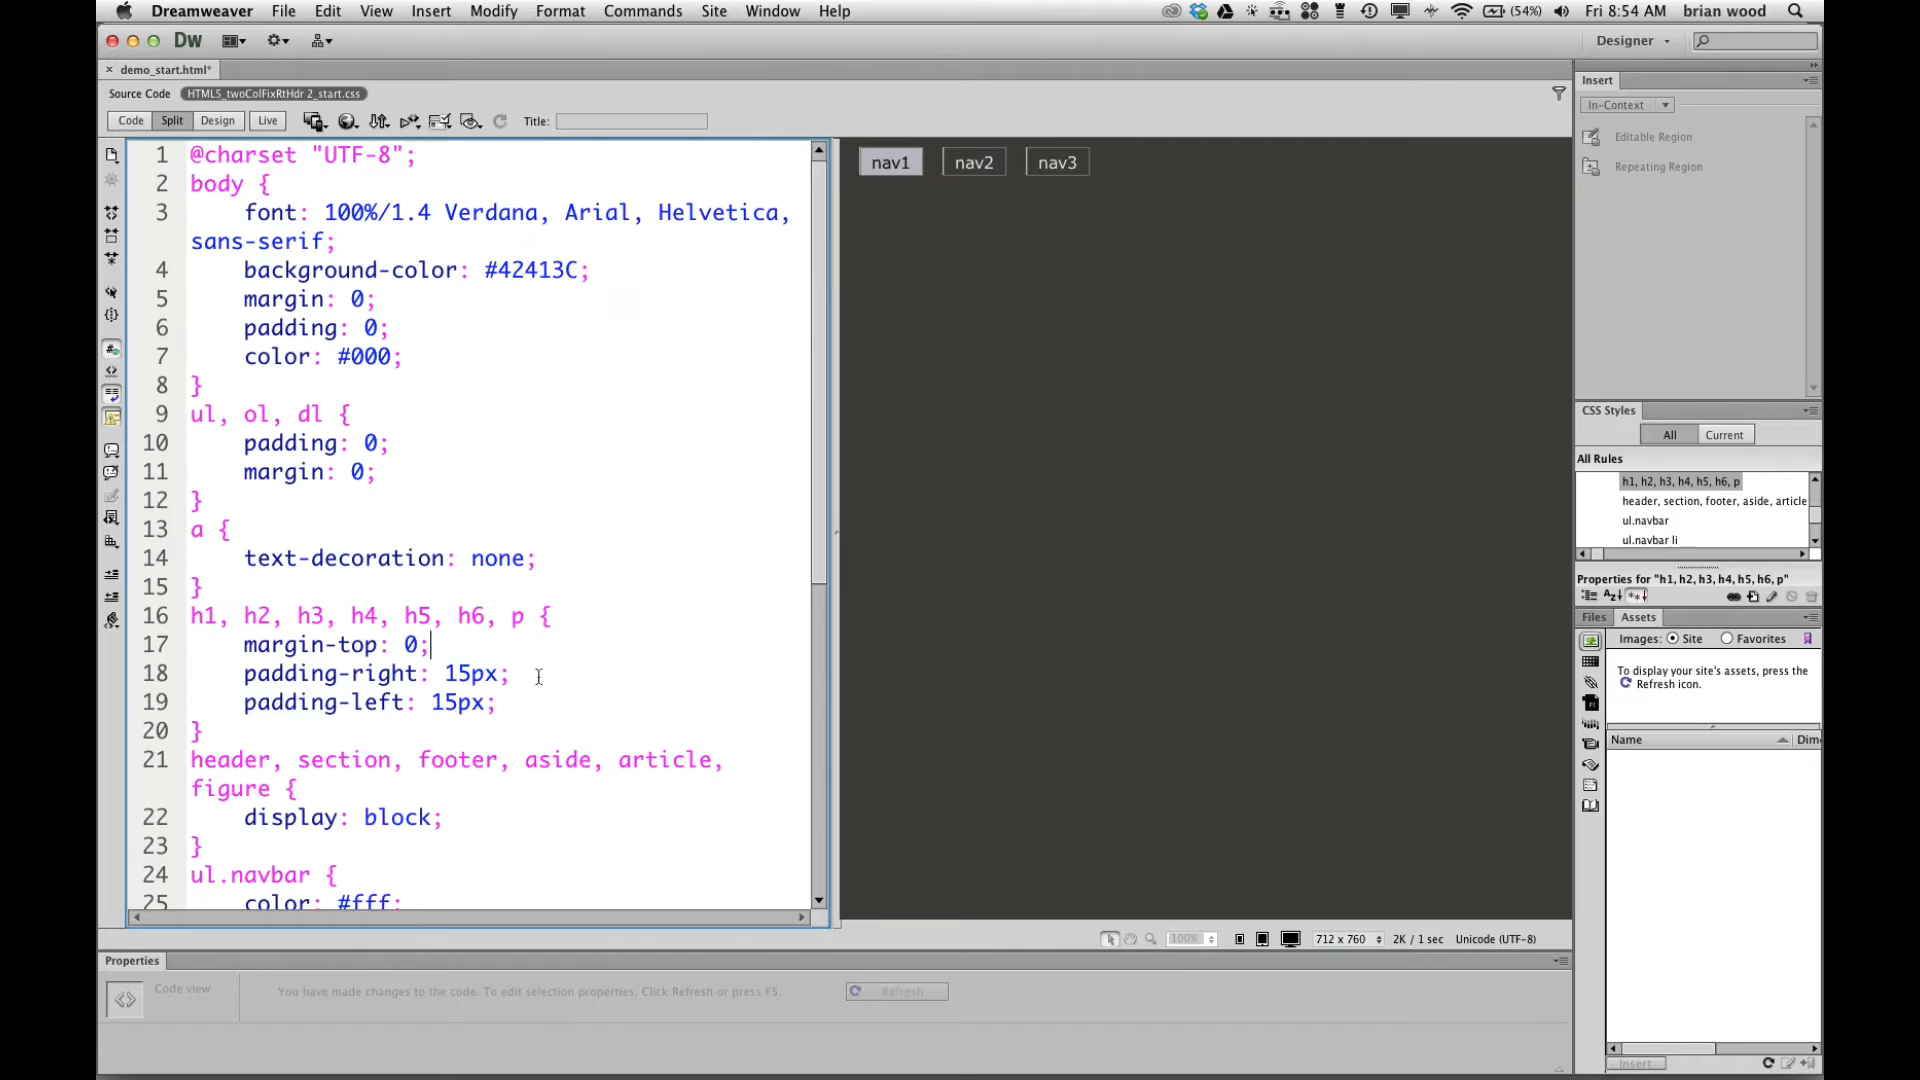 Dreamweaver File Edit View Insert Modify Format Commands Site Window Help (54%) Fri 8:54 AM brian wood
Dw Designer
× demo_start.html*
Source Code HTML5_twoColFixRtHdr 2_start.css
Code Split Design Live Title:
1 @charset "UTF-8";
2 body {
3 font: 100%/1.4 Verdana, Arial, Helvetica,
sans-serif;
4 background-color: #42413C;
5 margin: 0;
6 padding: 0;
7 color: #000;
8 }
9 ul, ol, dl {
10 padding: 0;
11 margin: 0;
12 }
13 a {
14 text-decoration: none;
15 }
16 h1, h2, h3, h4, h5, h6, p {
17 margin-top: 0;
18 padding-right: 15px;
19 padding-left: 15px;
20 }
21 header, section, footer, aside, article,
figure {
22 display: block;
23 }
24 ul.navbar {
25 color: #fff;
nav1 nav2 nav3
100% 712 x 760 2K / 1 sec Unicode (UTF-8)
Insert
In-Context
Editable Region
Repeating Region
CSS Styles
All Current
All Rules
h1, h2, h3, h4, h5, h6, p
header, section, footer, aside, article
ul.navbar
ul.navbar li
Properties for "h1, h2, h3, h4, h5, h6, p"
Files Assets
Images: Site Favorites
To display your site's assets, press the
Refresh icon.
Name Dime
Insert
Properties
Code view
You have made changes to the code. To edit selection properties, Click Refresh or press F5.
Refresh